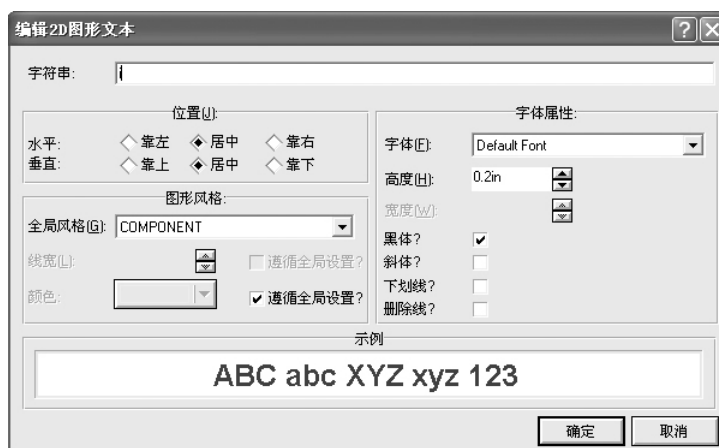 编辑2D图形文本
字符串:
位置(J):
水平: 靠左 居中 靠右
垂直: 靠上 居中 靠下
图形风格:
全局风格(G): COMPONENT
线宽(L): 遵循全局设置?
颜色: 遵循全局设置?
字体属性:
字体(F): Default Font
高度(H): 0.2in
宽度(W):
黑体?
斜体?
下划线?
删除线?
示例
ABC abc XYZ xyz 123
确定 取消